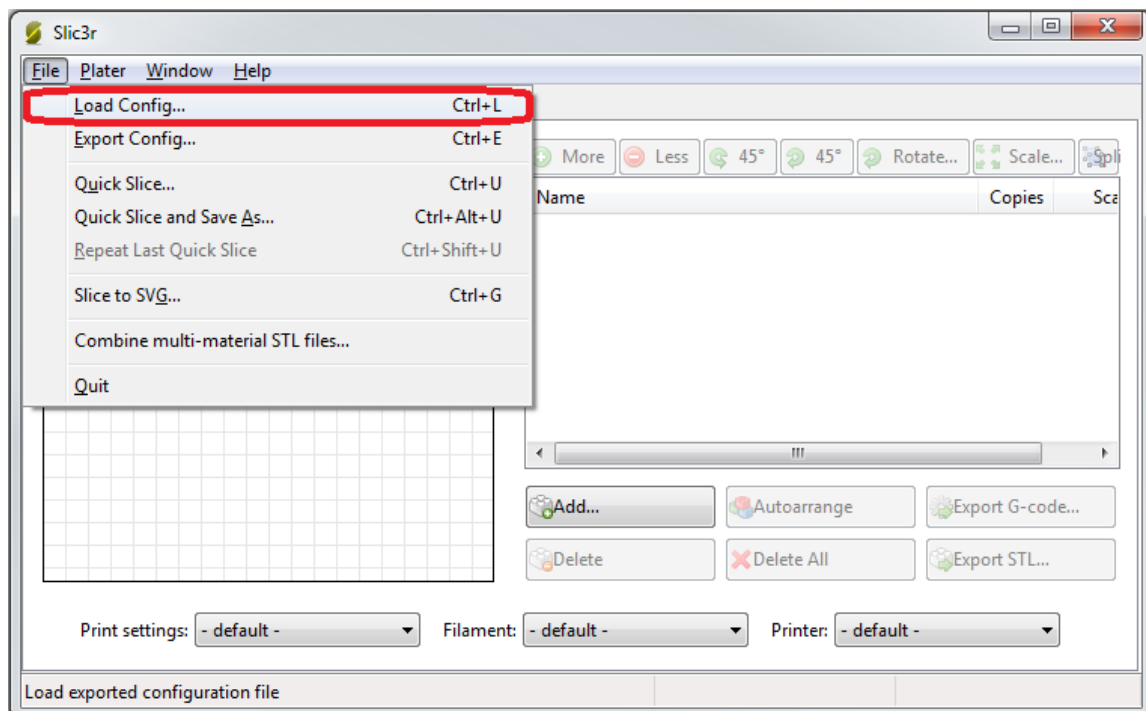 Slic3r
File Plater Window Help
Load Config... Ctrl+L
Export Config... Ctrl+E
Quick Slice... Ctrl+U
Quick Slice and Save As... Ctrl+Alt+U
Repeat Last Quick Slice Ctrl+Shift+U
Slice to SVG... Ctrl+G
Combine multi-material STL files...
Quit
More Less 45° 45° Rotate... Scale... Spli
Name Copies Sca
Add... Autoarrange Export G-code...
Delete Delete All Export STL...
Print settings: - default - Filament: - default - Printer: - default -
Load exported configuration file